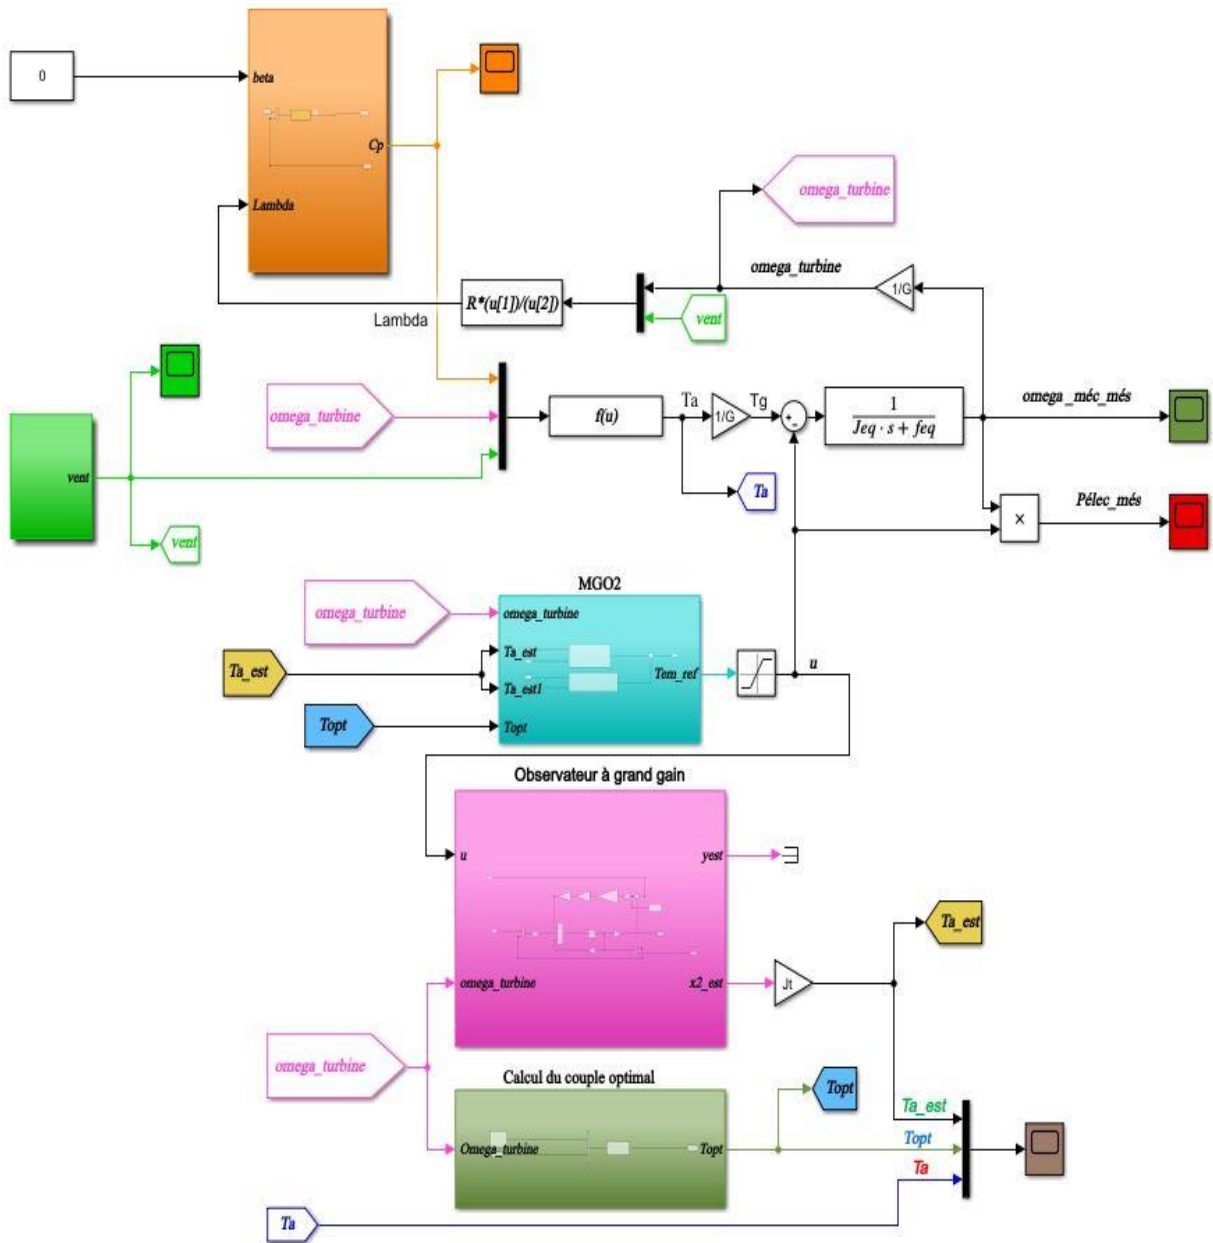 0
beta
Cp
Lambda
omega_turbine
omega_turbine
1/G
R*(u[1])/(u[2])
vent
Lambda
omega_turbine
f(u)
Ta
1/G
Tg
+
-
1
Jeq · s + feq
omega_méc_més
vent
Ta
×
Pélec_més
vent
MGO2
omega_turbine
omega_turbine
Ta_est
Ta_est
Ta_est1
Tem_ref
u
Topt
Topt
Observateur à grand gain
u
yest
Ta_est
omega_turbine
x2_est
Jt
omega_turbine
Calcul du couple optimal
Topt
Ta_est
Omega_turbine
Topt
Topt
Ta
Ta